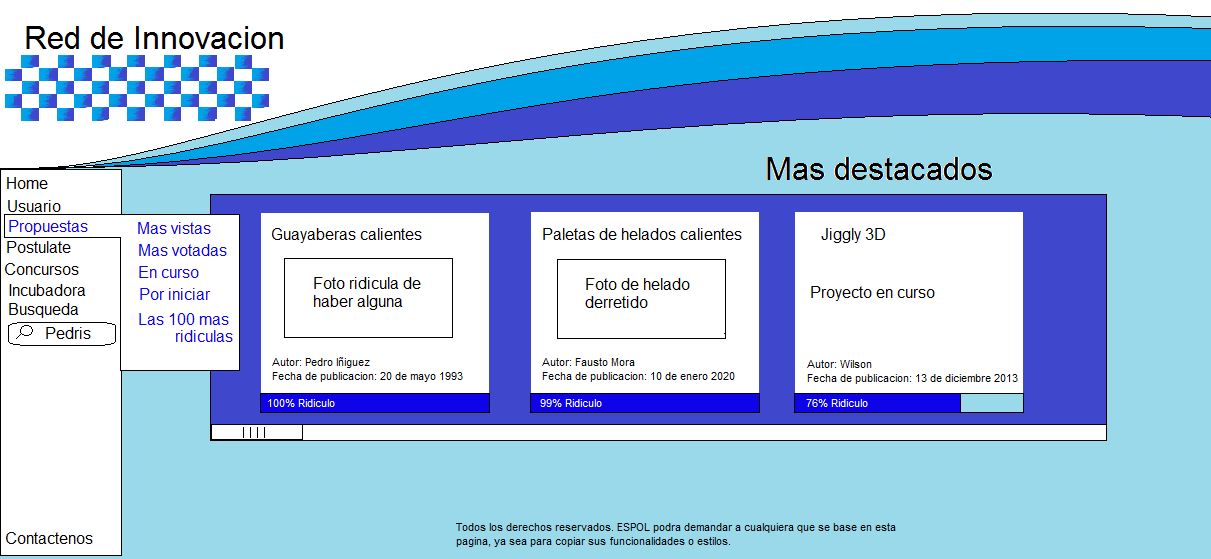 Red de Innovacion
Mas destacados
Home
Usuario
Propuestas
Postulate
Concursos
Incubadora
Busqueda
Pedris
Contactenos
Mas vistas
Mas votadas
En curso
Por iniciar
Las 100 mas
ridiculas
Guayaberas calientes
Foto ridicula de
haber alguna
Autor: Pedro Iñiguez
Fecha de publicacion: 20 de mayo 1993
100% Ridiculo
Paletas de helados calientes
Foto de helado
derretido
Autor: Fausto Mora
Fecha de publicacion: 10 de enero 2020
99% Ridiculo
Jiggly 3D
Proyecto en curso
Autor: Wilson
Fecha de publicacion: 13 de diciembre 2013
76% Ridiculo
Todos los derechos reservados. ESPOL podra demandar a cualquiera que se base en esta
pagina, ya sea para copiar sus funcionalidades o estilos.